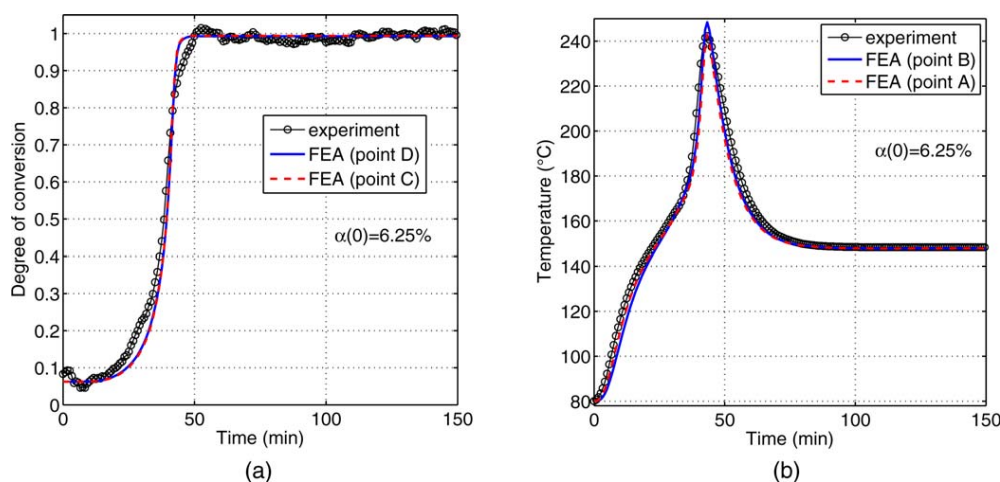 1
0.9
0.8
0.7
0.6
0.5
0.4
0.3
0.2
0.1
0
Degree of conversion
experiment
FEA (point D)
FEA (point C)
α(0)=6.25%
0 50 100 150
Time (min)
(a)
240
220
200
180
160
140
120
100
80
Temperature (°C)
experiment
FEA (point B)
FEA (point A)
α(0)=6.25%
0 50 100 150
Time (min)
(b)